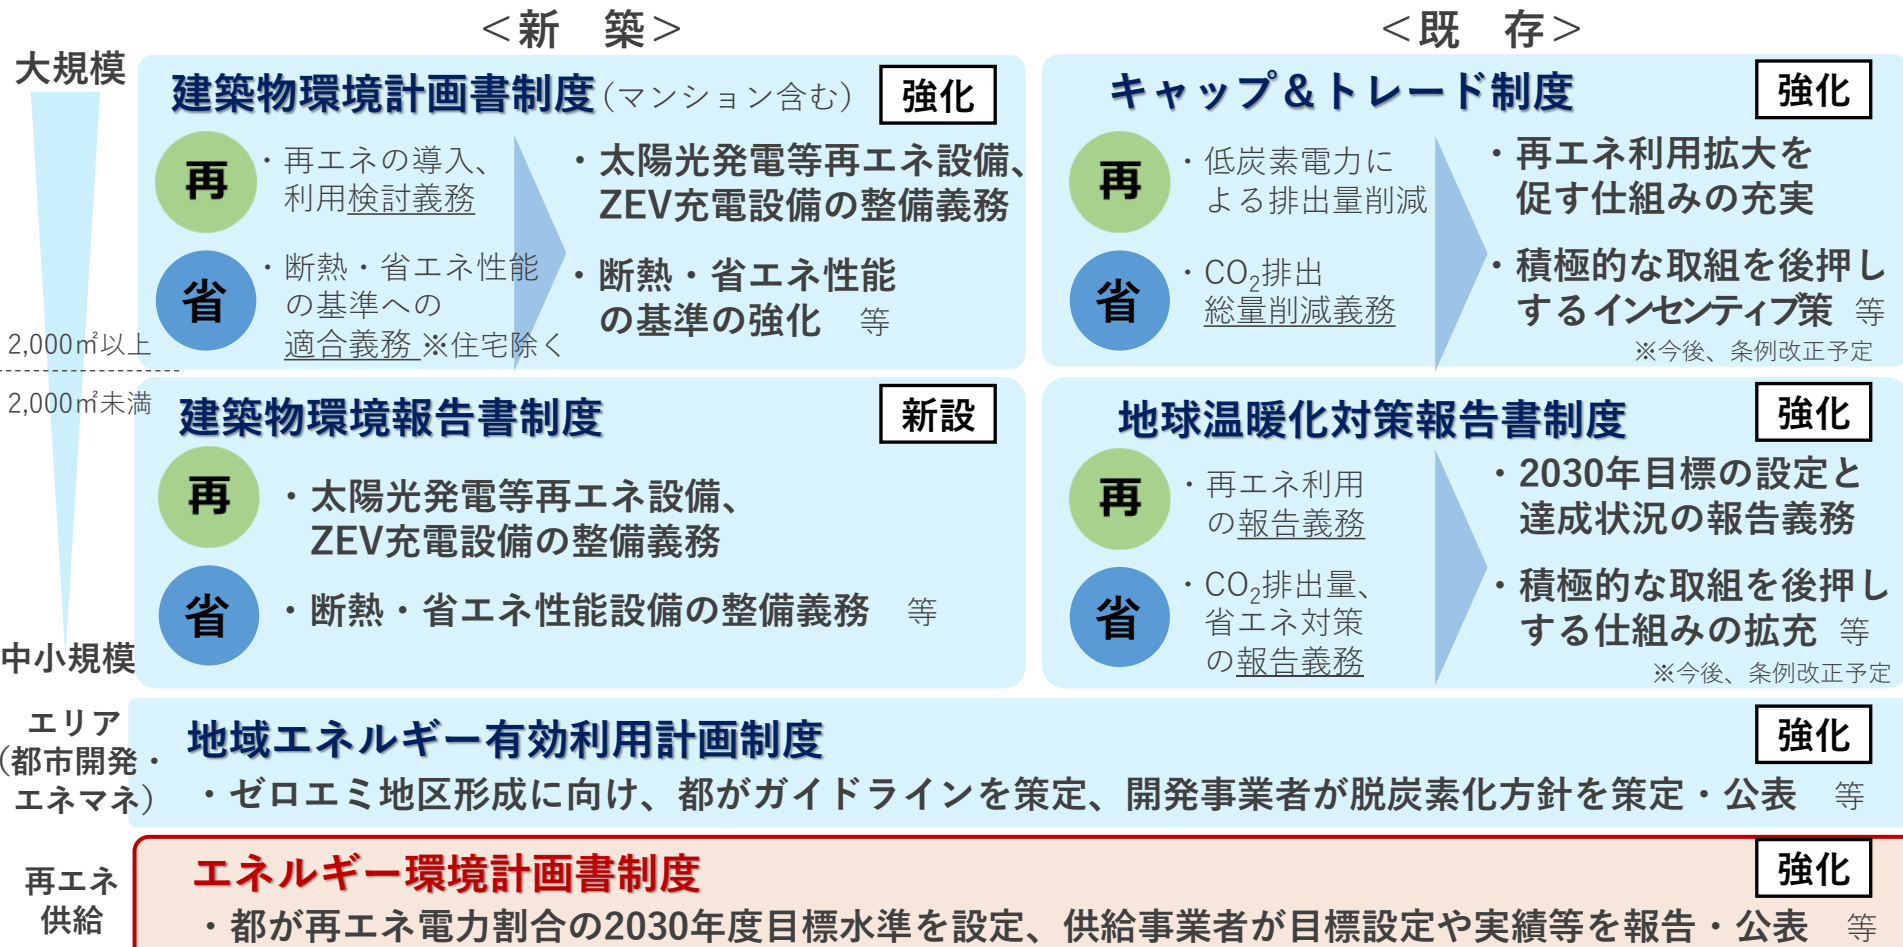 ＜新　築＞
＜既　存＞
大規模
建築物環境計画書制度(マンション含む)
強化
再
・再エネの導入、
利用検討義務
・太陽光発電等再エネ設備、
ZEV充電設備の整備義務
省
・断熱・省エネ性能
の基準への
適合義務 ※住宅除く
・断熱・省エネ性能
の基準の強化　等
キャップ＆トレード制度
強化
再
・低炭素電力に
よる排出量削減
・再エネ利用拡大を
促す仕組みの充実
省
・CO₂排出
総量削減義務
・積極的な取組を後押し
するインセンティブ策　等
※今後、条例改正予定
2,000㎡以上
2,000㎡未満
建築物環境報告書制度
新設
再
・太陽光発電等再エネ設備、
ZEV充電設備の整備義務
省
・断熱・省エネ性能設備の整備義務　等
地球温暖化対策報告書制度
強化
再
・再エネ利用
の報告義務
・2030年目標の設定と
達成状況の報告義務
省
・CO₂排出量、
省エネ対策
の報告義務
・積極的な取組を後押し
する仕組みの拡充　等
※今後、条例改正予定
中小規模
エリア
(都市開発・
エネマネ)
地域エネルギー有効利用計画制度
強化
・ゼロエミ地区形成に向け、都がガイドラインを策定、開発事業者が脱炭素化方針を策定・公表　等
再エネ
供給
エネルギー環境計画書制度
強化
・都が再エネ電力割合の2030年度目標水準を設定、供給事業者が目標設定や実績等を報告・公表　等